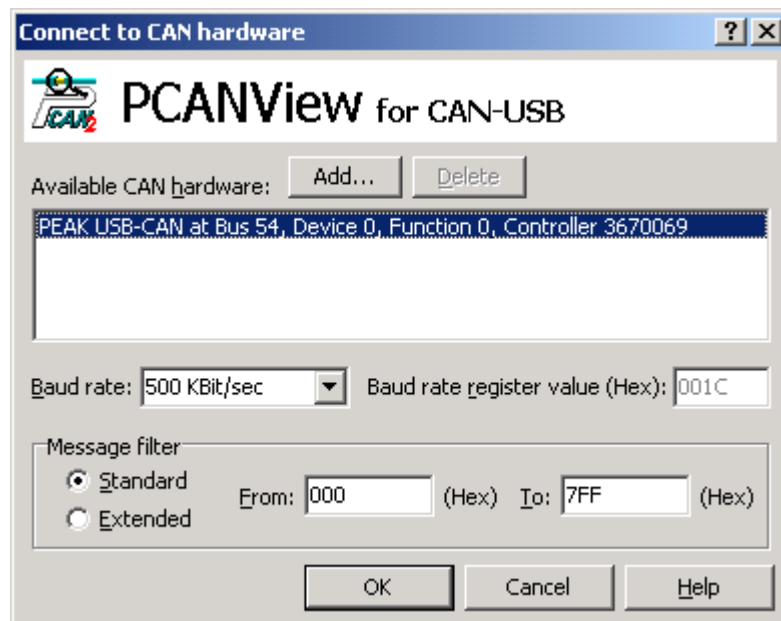 Connect to CAN hardware
PCAN2
PCANView for CAN-USB
Available CAN hardware: Add... Delete
PEAK USB-CAN at Bus 54, Device 0, Function 0, Controller 3670069
Baud rate: 500 KBit/sec Baud rate register value (Hex): 001C
Message filter
Standard
From: 000 (Hex) To: 7FF (Hex)
Extended
OK Cancel Help